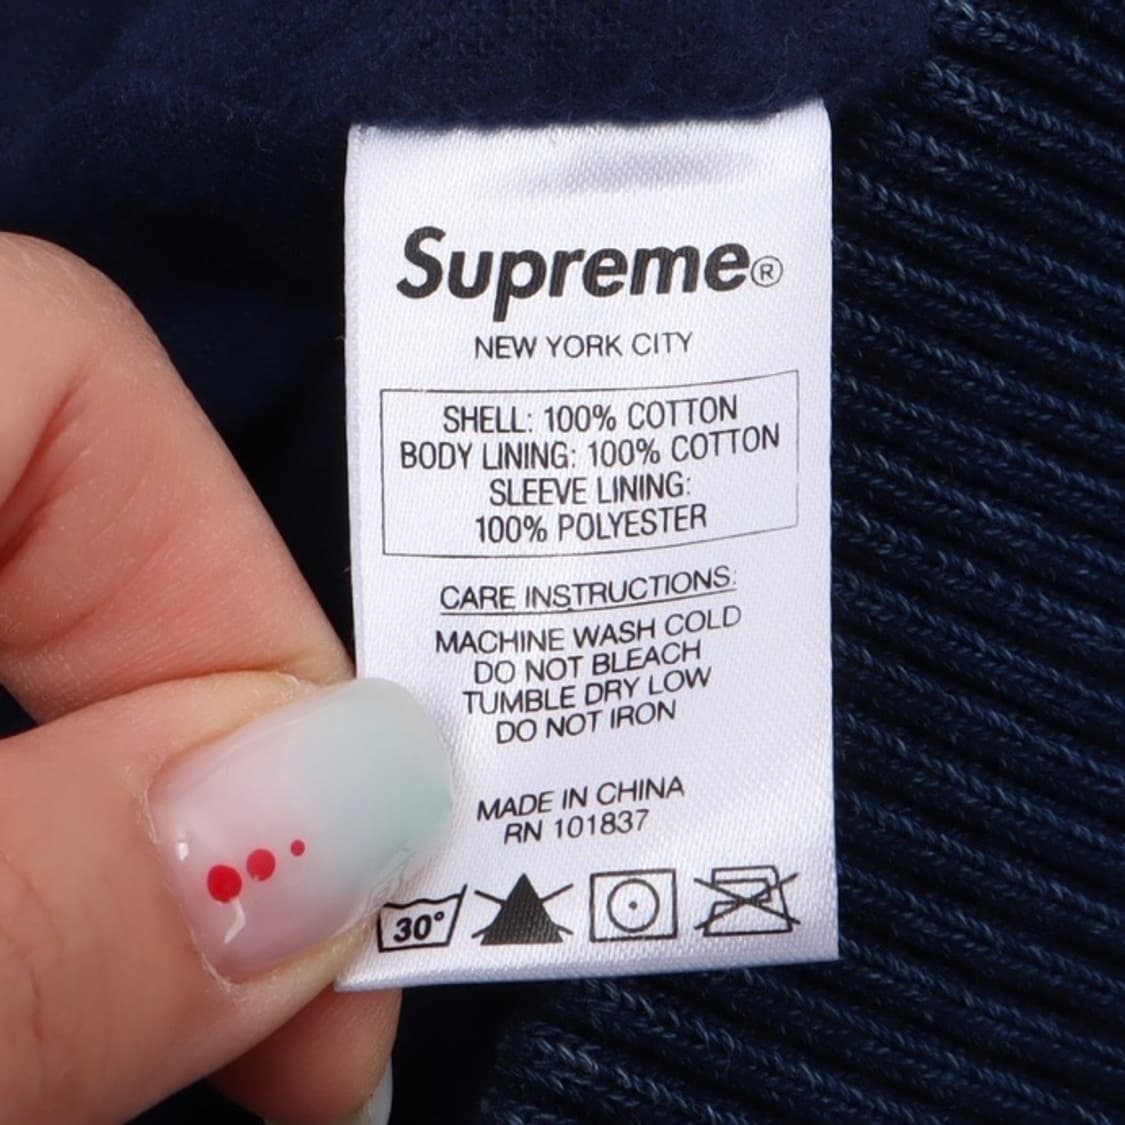 Supreme®
NEW YORK CITY
SHELL: 100% COTTON
BODY LINING: 100% COTTON
SLEEVE LINING:
100% POLYESTER
CARE INSTRUCTIONS:
MACHINE WASH COLD
DO NOT BLEACH
TUMBLE DRY LOW
DO NOT IRON
MADE IN CHINA
RN 101837
30°